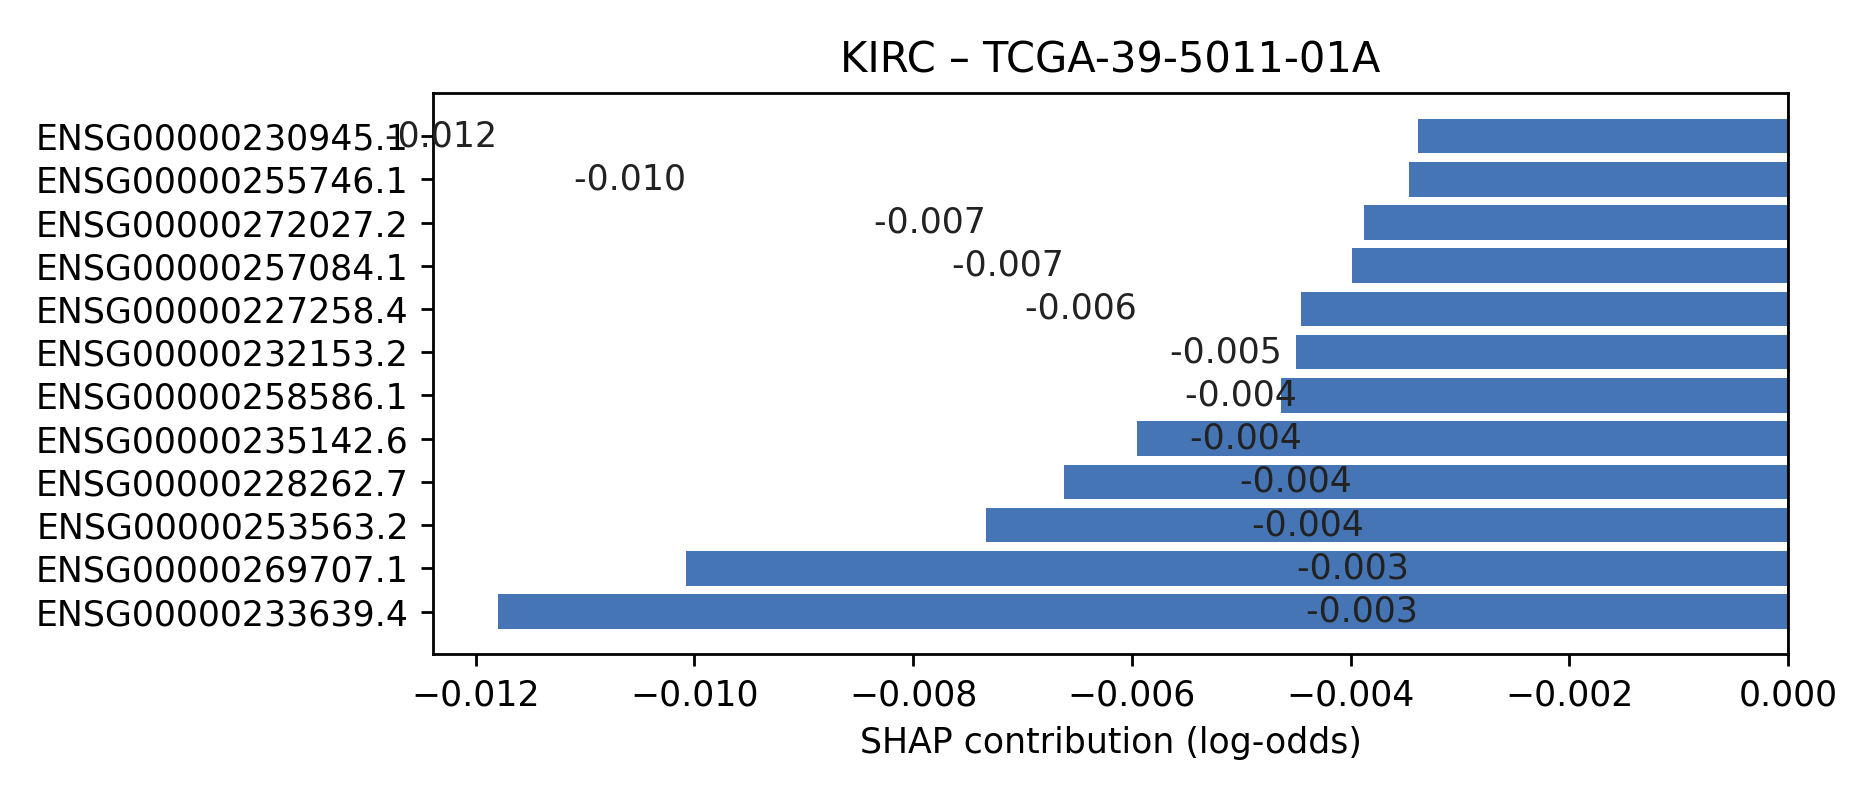 KIRC – TCGA-39-5011-01A
ENSG00000230945.1 -0.012
ENSG00000255746.1 -0.010
ENSG00000272027.2 -0.007
ENSG00000257084.1 -0.007
ENSG00000227258.4 -0.006
ENSG00000232153.2 -0.005
ENSG00000258586.1 -0.004
ENSG00000235142.6 -0.004
ENSG00000228262.7 -0.004
ENSG00000253563.2 -0.004
ENSG00000269707.1 -0.003
ENSG00000233639.4 -0.003
−0.012 −0.010 −0.008 −0.006 −0.004 −0.002 0.000
SHAP contribution (log-odds)